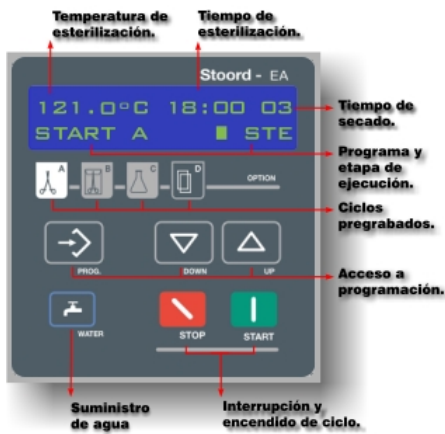 Temperatura de
esterilización.
Tiempo de
esterilización.
Stoord - EA
121.0°C 18:00 03
START A STE
Tiempo de
secado.
Programa y
etapa de
ejecución.
A
B
C
D
OPTION
Ciclos
pregrabados.
PROG.
DOWN
UP
Acceso a
programación.
WATER
STOP
START
Suministro
de agua
Interrupción y
encendido de ciclo.